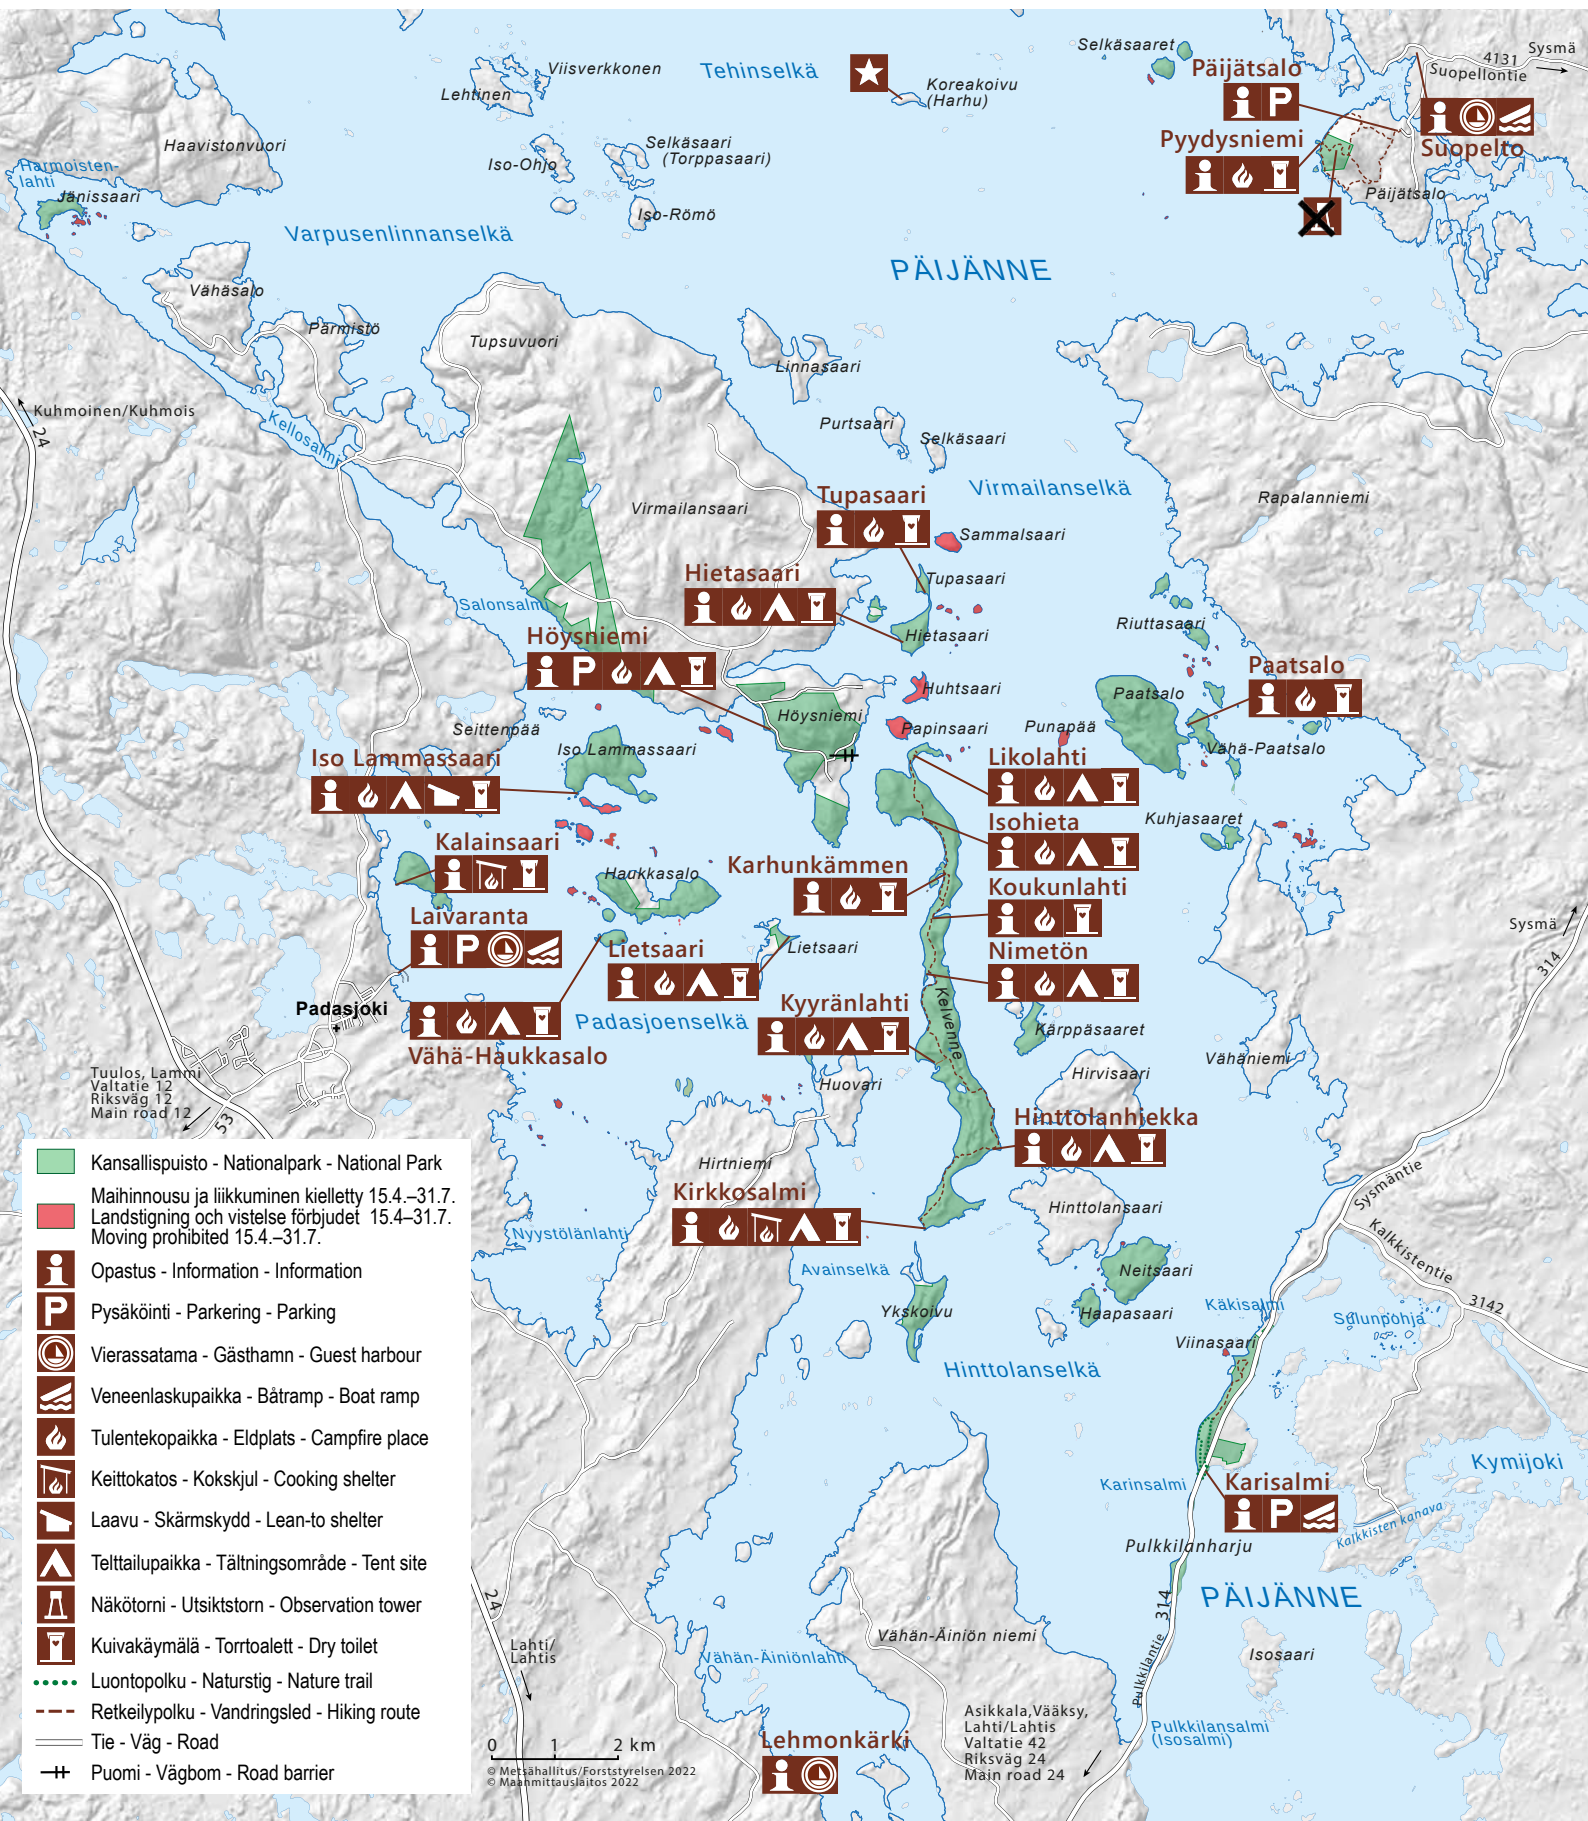 Selkäsaaret
4131
Sysmä
Suopellontie
Viisverkkonen
Tehinselkä
Päijätsalo
Lehtinen
Koreakoivu
(Harhu)
P
Haavistonvuori
Selkäsaari
(Torppasaari)
Pyydysniemi
Suopelto
Iso-Ohjo
Harmoisten-
lahti
Jänissaari
Päijätsalo
Iso-Römö
Varpusenlinnanselkä
PÄIJÄNNE
Vähäsalo
Pärmistö
Tupsuvuori
Linnasaari
Kuhmoinen/Kuhmois
24
Kellosalmi
Purtsaari
Selkäsaari
Virmailanselkä
Rapalanniemi
Tupasaari
Virmailansaari
Sammalsaari
Hietasaari
Tupasaari
Salonsalmi
Riuttasaari
Höysniemi
Hietasaari
P
Paatsalo
Huhtsaari
Paatsalo
Höysniemi
Seittenpää
Papinsaari
Punapää
Iso Lammassaari
Vähä-Paatsalo
Iso Lammassaari
Likolahti
Isohieta
Kuhjasaaret
Kalainsaari
Karhunkämmen
Haukkasalo
Koukunlahti
Laivaranta
P
Sysmä
314
Lietsaari
Lietsaari
Nimetön
Padasjoki
Kyyränlahti
Kelvenne
Padasjoenselkä
Kärppäsaaret
Vähä-Haukkasalo
Vähäniemi
Tuulos, Lammi
Valtatie 12
Riksväg 12
Main road 12
53
Huovari
Hirvisaari
Hinttolanhiekka
Kansallispuisto - Nationalpark - National Park
Hirtniemi
Sysmäntie
Maihinnousu ja liikkuminen kielletty 15.4.–31.7.
Landstigning och vistelse förbjudet 15.4–31.7.
Moving prohibited 15.4.–31.7.
Kirkkosalmi
Hinttolansaari
Nyystölänlahti
Kalkkistentie
Opastus - Information - Information
Avainselkä
Neitsaari
P
Pysäköinti - Parkering - Parking
Ykskoivu
Haapasaari
Käkisalmi
3142
Sulunpohja
Vierassatama - Gästhamn - Guest harbour
Viinasaari
Hinttolanselkä
Veneenlaskupaikka - Båtramp - Boat ramp
Tulentekopaikka - Eldplats - Campfire place
Keittokatos - Kokskjul - Cooking shelter
Kymijoki
Karinsalmi
Karisalmi
P
Laavu - Skärmskydd - Lean-to shelter
Kalkkisten kanava
Pulkkilanharju
Telttailupaikka - Tältningsområde - Tent site
PÄIJÄNNE
Näkötorni - Utsiktstorn - Observation tower
24
314
Kuivakäymälä - Torrtoalett - Dry toilet
Lahti/
Lahtis
Vähän-Äiniön niemi
Vähän-Äiniönlahti
Isosaari
Luontopolku - Naturstig - Nature trail
Pulkkilantie
Retkeilypolku - Vandringsled - Hiking route
Asikkala,Vääksy,
Lahti/Lahtis
Valtatie 42
Riksväg 24
Main road 24
Pulkkilansalmi
(Isosalmi)
Tie - Väg - Road
0 1 2 km
Lehmonkärki
Puomi - Vägbom - Road barrier
© Metsähallitus/Forststyrelsen 2022
© Maanmittauslaitos 2022